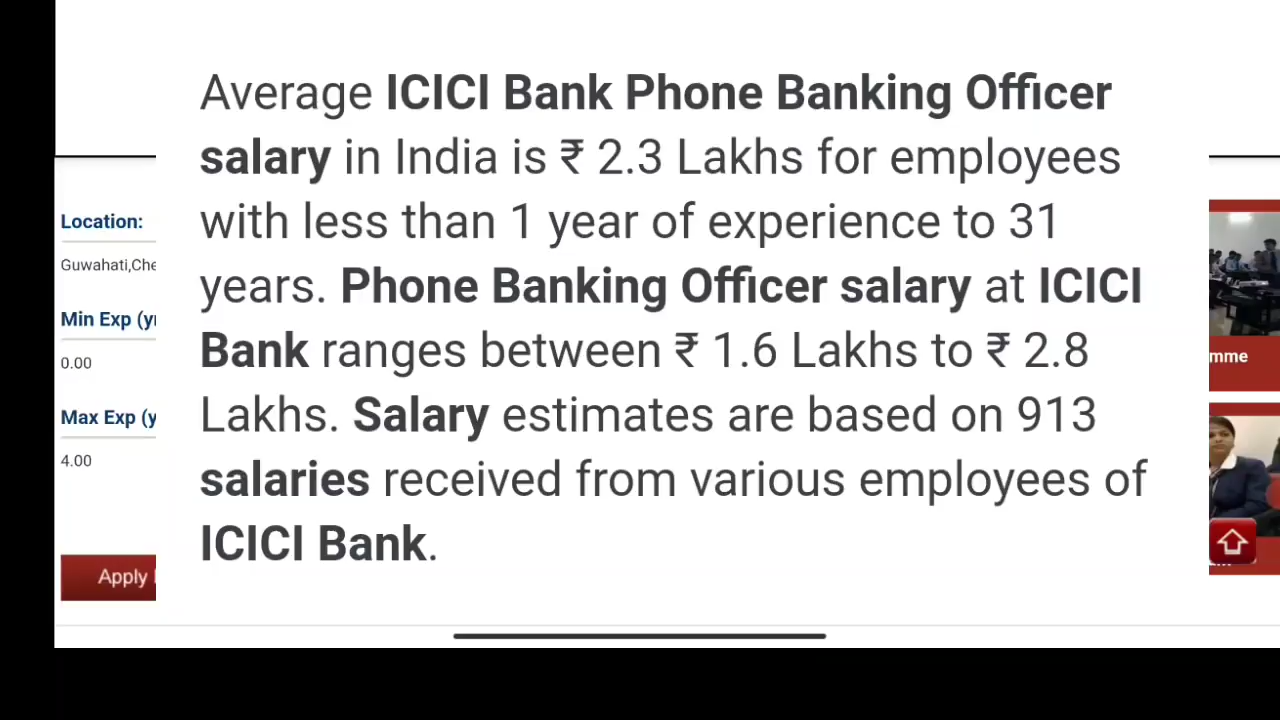 Average ICICI Bank Phone Banking Officer
salary in India is ₹ 2.3 Lakhs for employees
with less than 1 year of experience to 31
years. Phone Banking Officer salary at ICICI
Bank ranges between ₹ 1.6 Lakhs to ₹ 2.8
Lakhs. Salary estimates are based on 913
salaries received from various employees of
ICICI Bank.
Location:
Guwahati,Che
Min Exp (y
0.00
Max Exp (y
4.00
Apply
mme